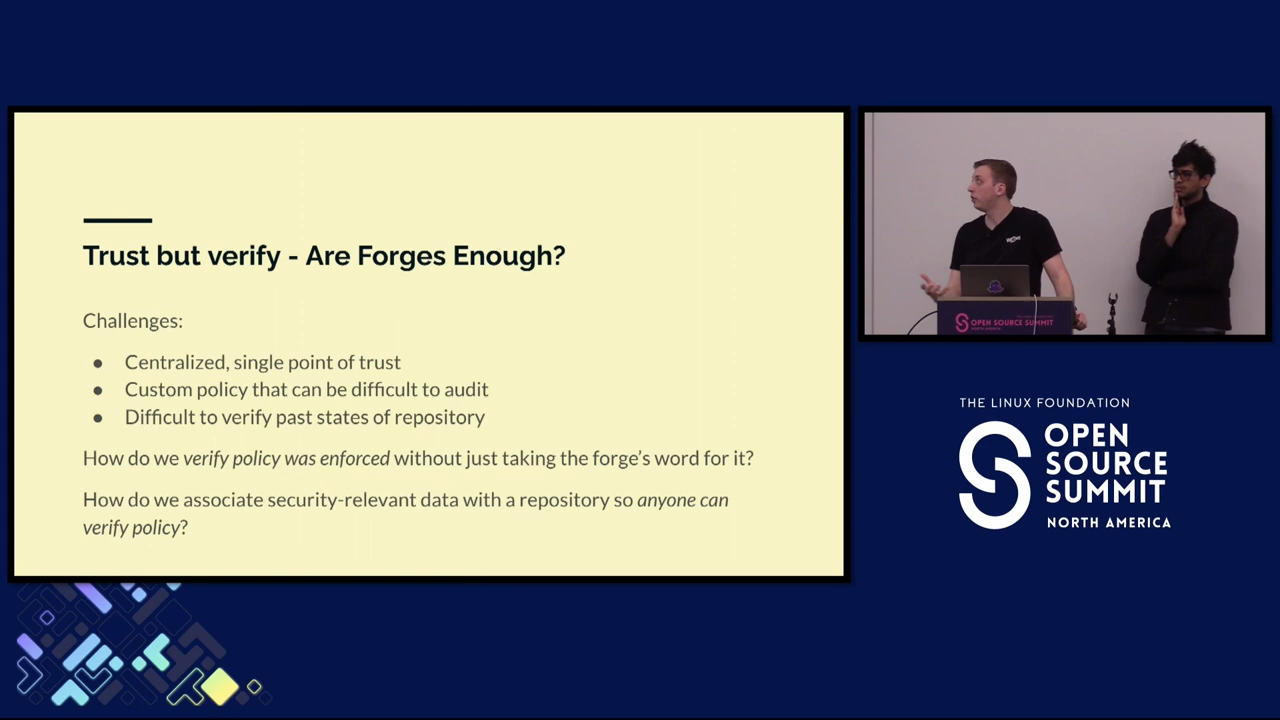 Trust but verify - Are Forges Enough?
Challenges:
● Centralized, single point of trust
● Custom policy that can be difficult to audit
● Difficult to verify past states of repository
How do we verify policy was enforced without just taking the forge's word for it?
How do we associate security-relevant data with a repository so anyone can
verify policy?
OPEN SOURCE SUMMIT
NORTH AMERICA
THE LINUX FOUNDATION
OPEN
SOURCE
SUMMIT
NORTH AMERICA